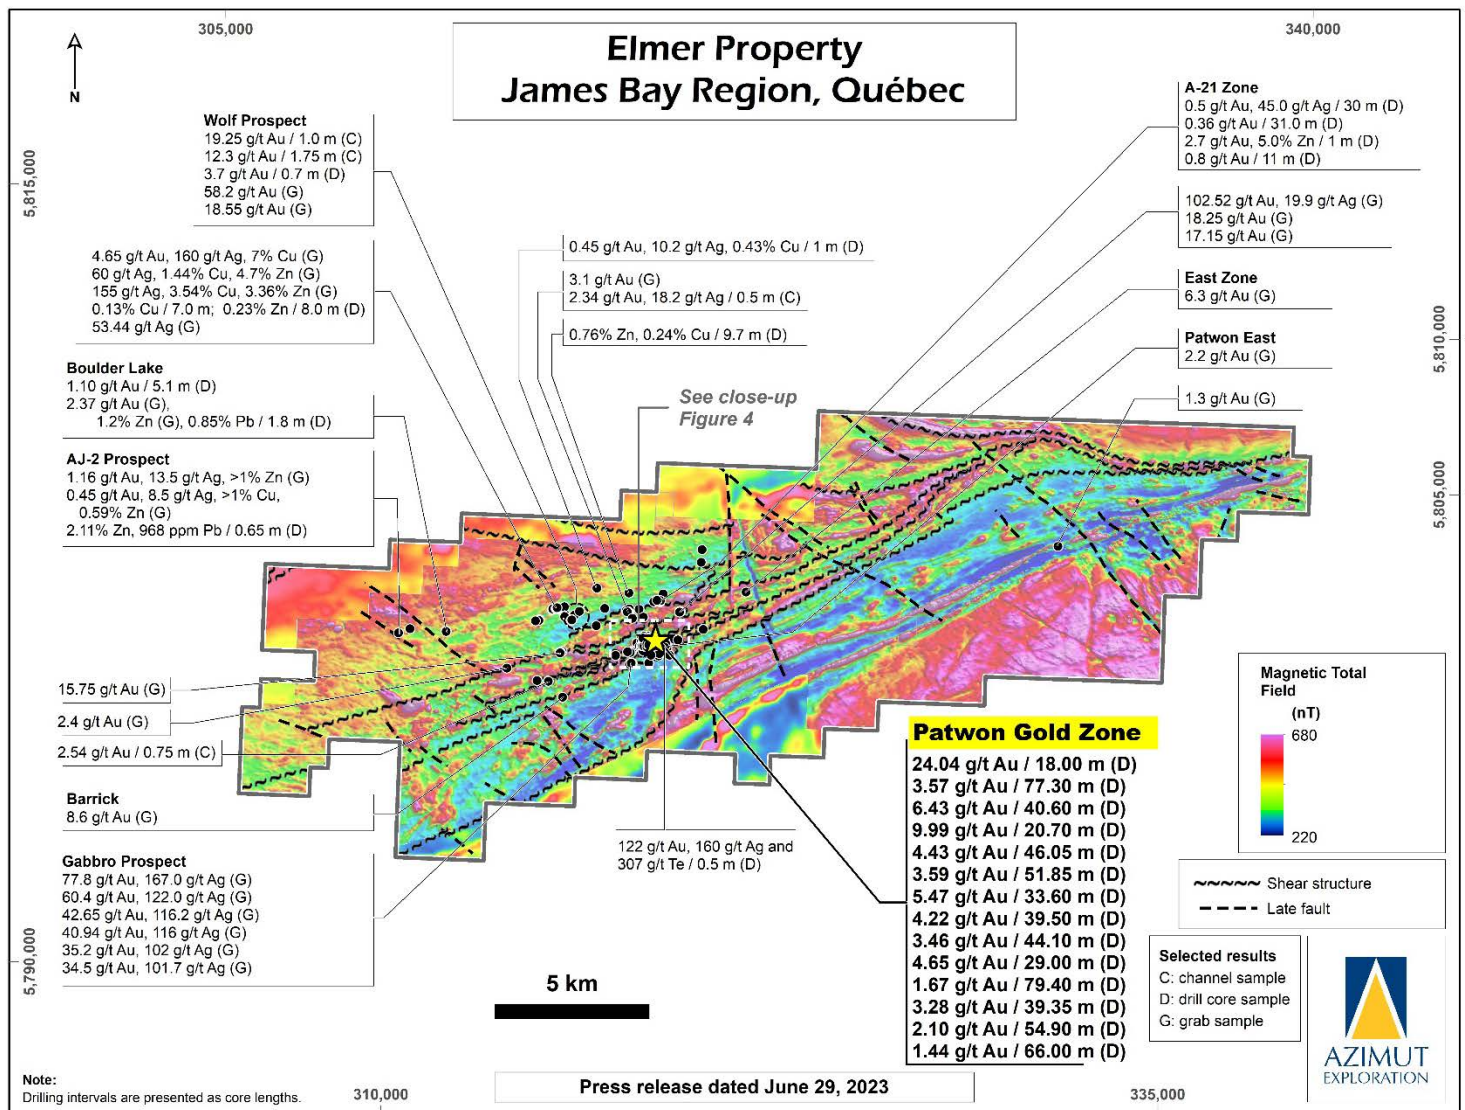 305,000
340,000
Elmer Property
James Bay Region, Québec
N
5,815,000
5,790,000
5,810,000
5,805,000
Wolf Prospect
19.25 g/t Au / 1.0 m (C)
12.3 g/t Au / 1.75 m (C)
3.7 g/t Au / 0.7 m (D)
58.2 g/t Au (G)
18.55 g/t Au (G)
4.65 g/t Au, 160 g/t Ag, 7% Cu (G)
60 g/t Ag, 1.44% Cu, 4.7% Zn (G)
155 g/t Ag, 3.54% Cu, 3.36% Zn (G)
0.13% Cu / 7.0 m; 0.23% Zn / 8.0 m (D)
53.44 g/t Ag (G)
Boulder Lake
1.10 g/t Au / 5.1 m (D)
2.37 g/t Au (G),
1.2% Zn (G), 0.85% Pb / 1.8 m (D)
AJ-2 Prospect
1.16 g/t Au, 13.5 g/t Ag, >1% Zn (G)
0.45 g/t Au, 8.5 g/t Ag, >1% Cu,
0.59% Zn (G)
2.11% Zn, 968 ppm Pb / 0.65 m (D)
0.45 g/t Au, 10.2 g/t Ag, 0.43% Cu / 1 m (D)
3.1 g/t Au (G)
2.34 g/t Au, 18.2 g/t Ag / 0.5 m (C)
0.76% Zn, 0.24% Cu / 9.7 m (D)
See close-up
Figure 4
A-21 Zone
0.5 g/t Au, 45.0 g/t Ag / 30 m (D)
0.36 g/t Au / 31.0 m (D)
2.7 g/t Au, 5.0% Zn / 1 m (D)
0.8 g/t Au / 11 m (D)
102.52 g/t Au, 19.9 g/t Ag (G)
18.25 g/t Au (G)
17.15 g/t Au (G)
East Zone
6.3 g/t Au (G)
Patwon East
2.2 g/t Au (G)
1.3 g/t Au (G)
15.75 g/t Au (G)
2.4 g/t Au (G)
2.54 g/t Au / 0.75 m (C)
Barrick
8.6 g/t Au (G)
Gabbro Prospect
77.8 g/t Au, 167.0 g/t Ag (G)
60.4 g/t Au, 122.0 g/t Ag (G)
42.65 g/t Au, 116.2 g/t Ag (G)
40.94 g/t Au, 116 g/t Ag (G)
35.2 g/t Au, 102 g/t Ag (G)
34.5 g/t Au, 101.7 g/t Ag (G)
122 g/t Au, 160 g/t Ag and
307 g/t Te / 0.5 m (D)
Patwon Gold Zone
24.04 g/t Au / 18.00 m (D)
3.57 g/t Au / 77.30 m (D)
6.43 g/t Au / 40.60 m (D)
9.99 g/t Au / 20.70 m (D)
4.43 g/t Au / 46.05 m (D)
3.59 g/t Au / 51.85 m (D)
5.47 g/t Au / 33.60 m (D)
4.22 g/t Au / 39.50 m (D)
3.46 g/t Au / 44.10 m (D)
4.65 g/t Au / 29.00 m (D)
1.67 g/t Au / 79.40 m (D)
3.28 g/t Au / 39.35 m (D)
2.10 g/t Au / 54.90 m (D)
1.44 g/t Au / 66.00 m (D)
Magnetic Total
Field
(nT)
680
220
Shear structure
Late fault
Selected results
C: channel sample
D: drill core sample
G: grab sample
AZIMUT
EXPLORATION
5 km
Note:
Drilling intervals are presented as core lengths.
Press release dated June 29, 2023
310,000
335,000